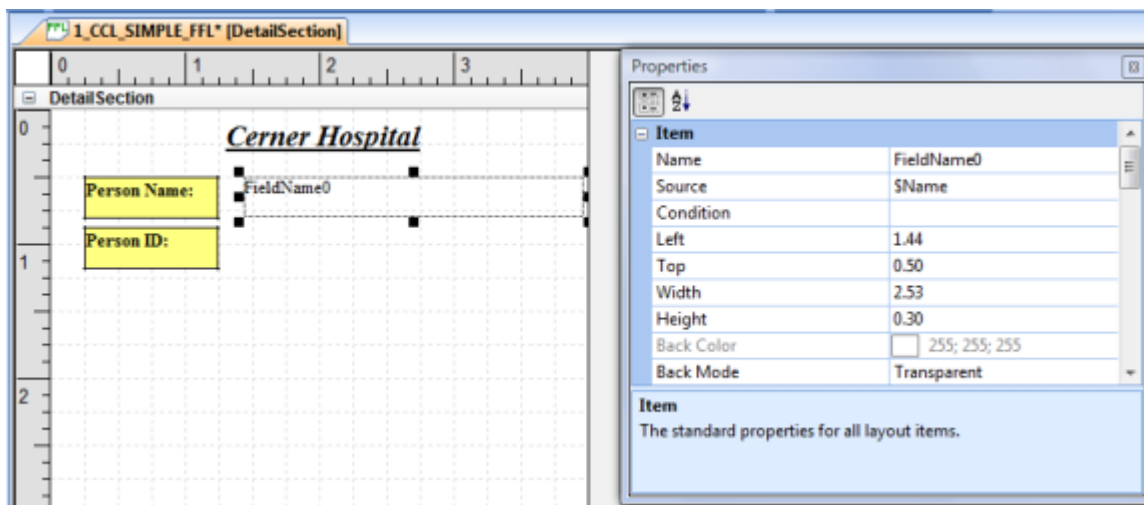 1_CCL_SIMPLE_FFL* [DetailSection]
0 1 2 3
DetailSection
0
Cerner Hospital
Person Name:
FieldName0
Person ID:
1
2
Properties
Item
Name FieldName0
Source $Name
Condition
Left 1.44
Top 0.50
Width 2.53
Height 0.30
Back Color 255; 255; 255
Back Mode Transparent
Item
The standard properties for all layout items.